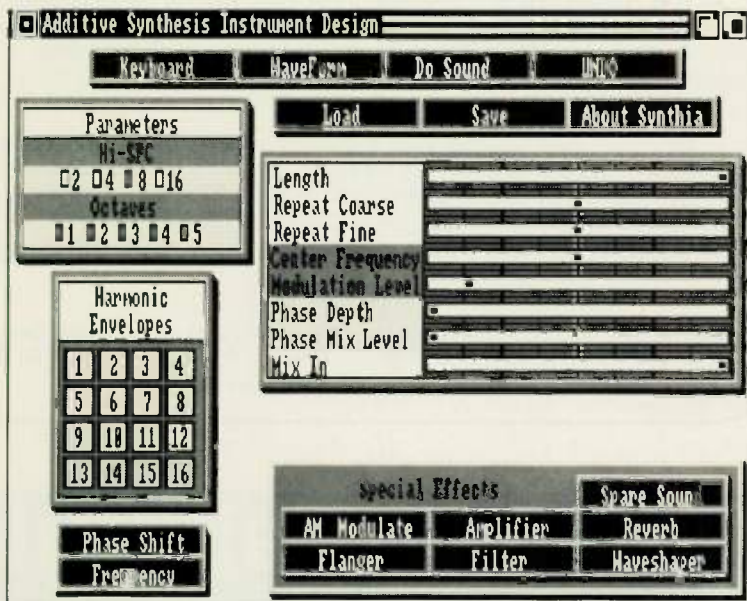 Additive Synthesis Instrument Design
Keyboard WaveForm Do Sound
Load Save About Synthia
Parameters
Hi-SPC
2 4 8 16
Octaves
1 2 3 4 5
Length
Repeat Coarse
Repeat Fine
Center Frequency
Modulation Level
Phase Depth
Phase Mix Level
Mix In
Harmonic
Envelopes
1 2 3 4
5 6 7 8
9 10 11 12
13 14 15 16
Phase Shift
Frequency
Special Effects Spare Sound
AM Modulate Amplifier Reverb
Flanger Filter Waveshaper